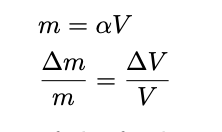 m = αV
Δm/m = ΔV/V